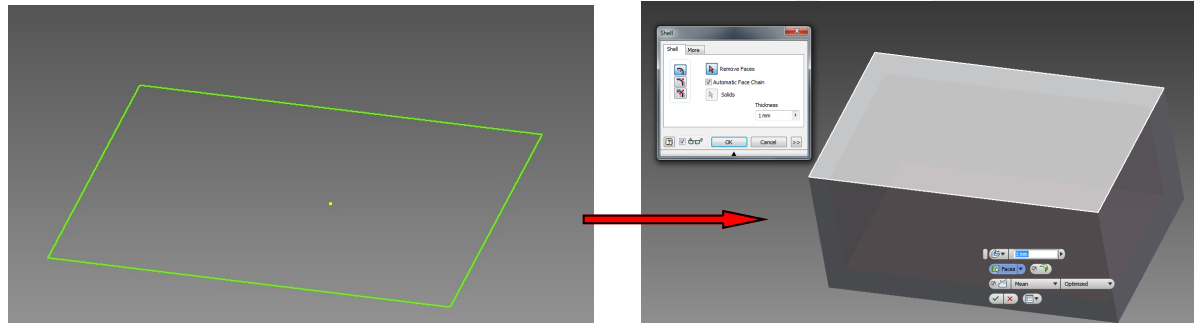 Shell
Shell More
Remove Faces
Automatic Face Chain
Solids
Thickness
1 mm
OK Cancel >>
1 mm
Faces
Mean Optimized